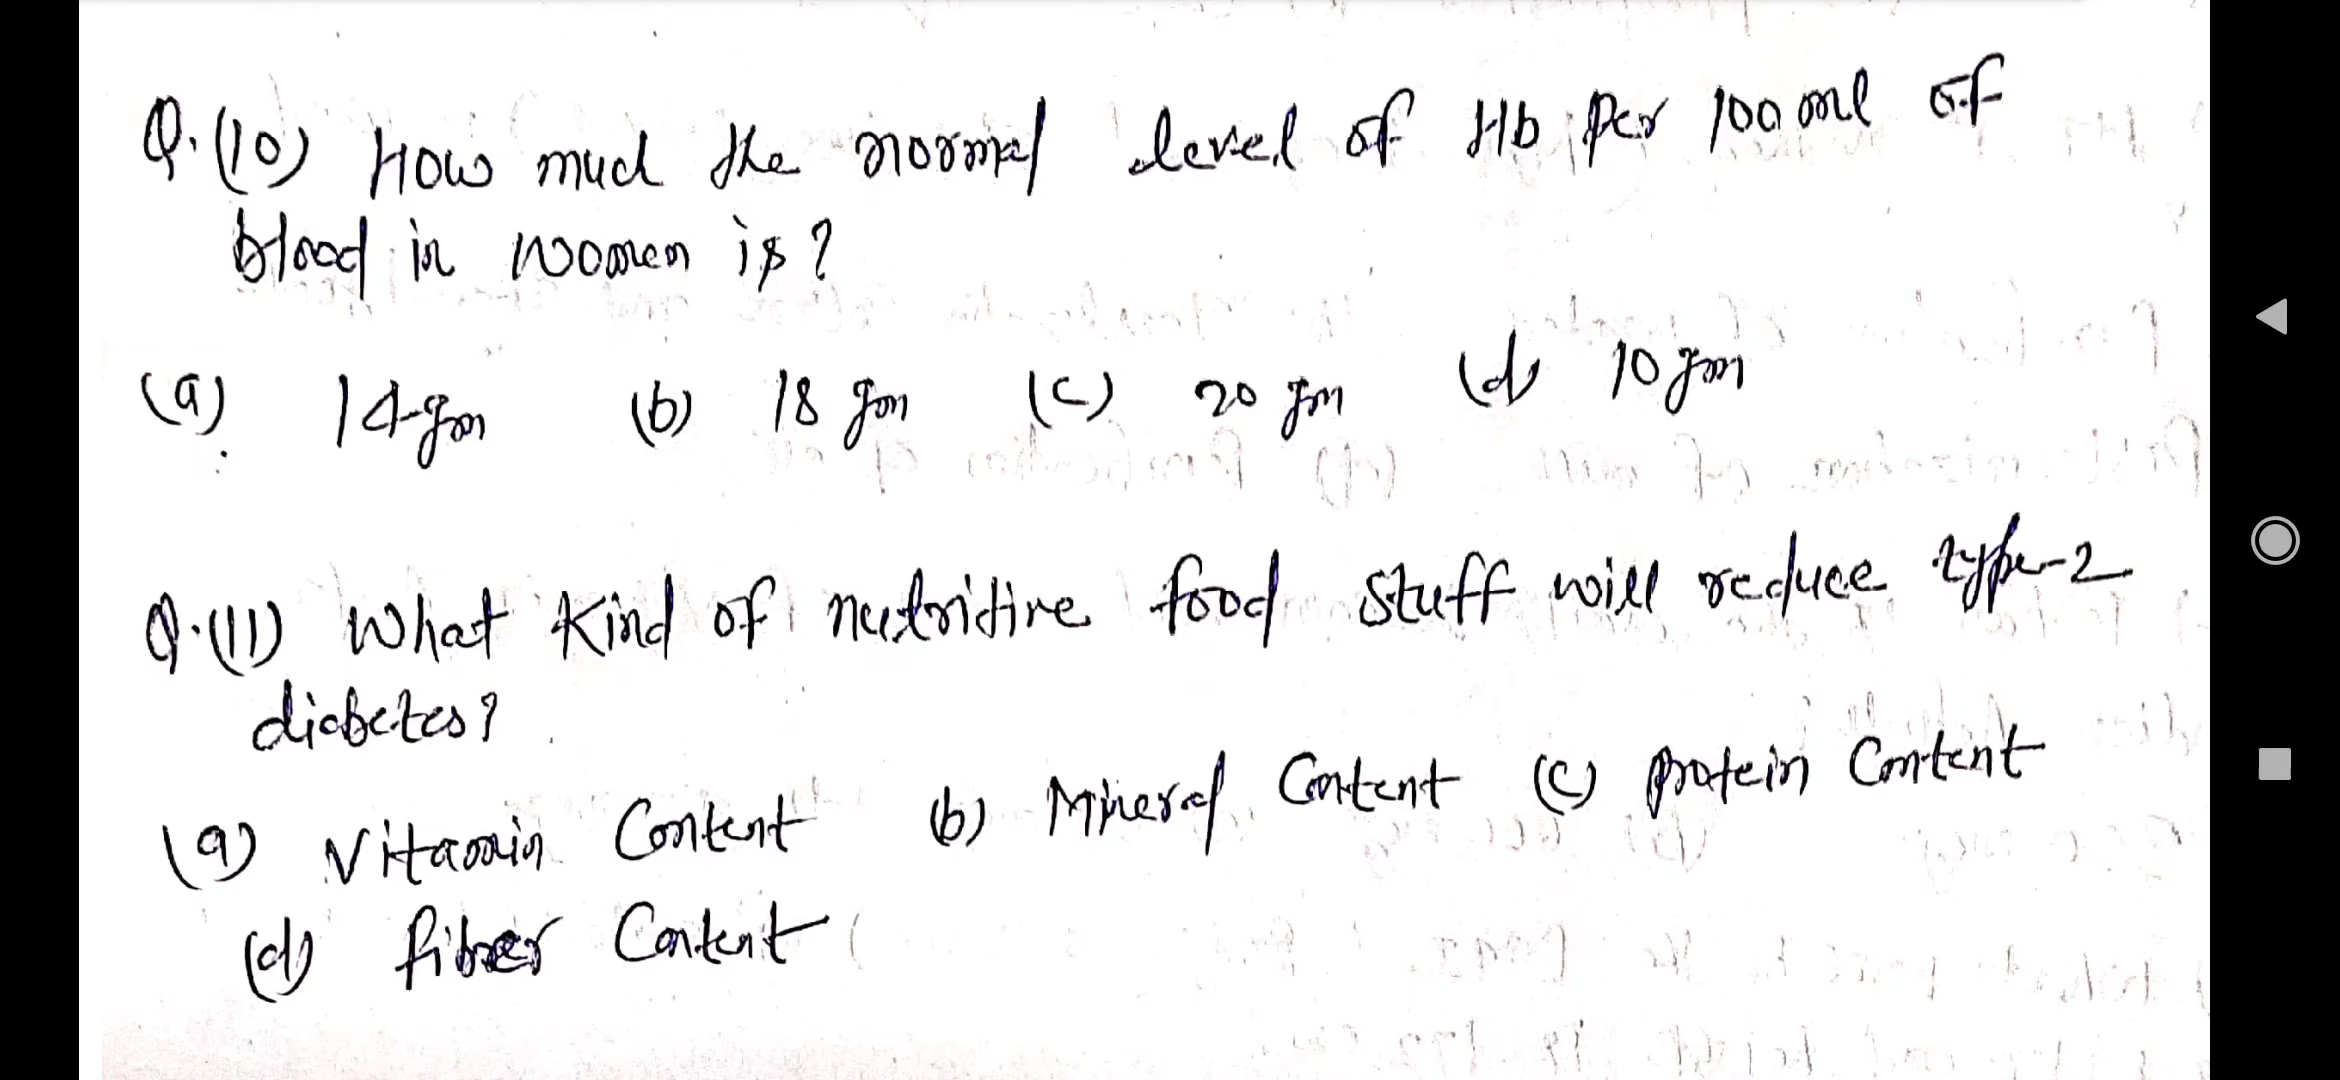 Q.(10) How much the normal level of Hb per 100 ml of
blood in women is?
(a) 14 gm (b) 18 gm (c) 20 gm (d) 10 gm
Q.(11) What kind of nutritive food stuff will reduce type-2
diabetes?
(a) Vitamin Content (b) Mineral Content (c) protein Content
(d) fiber Content